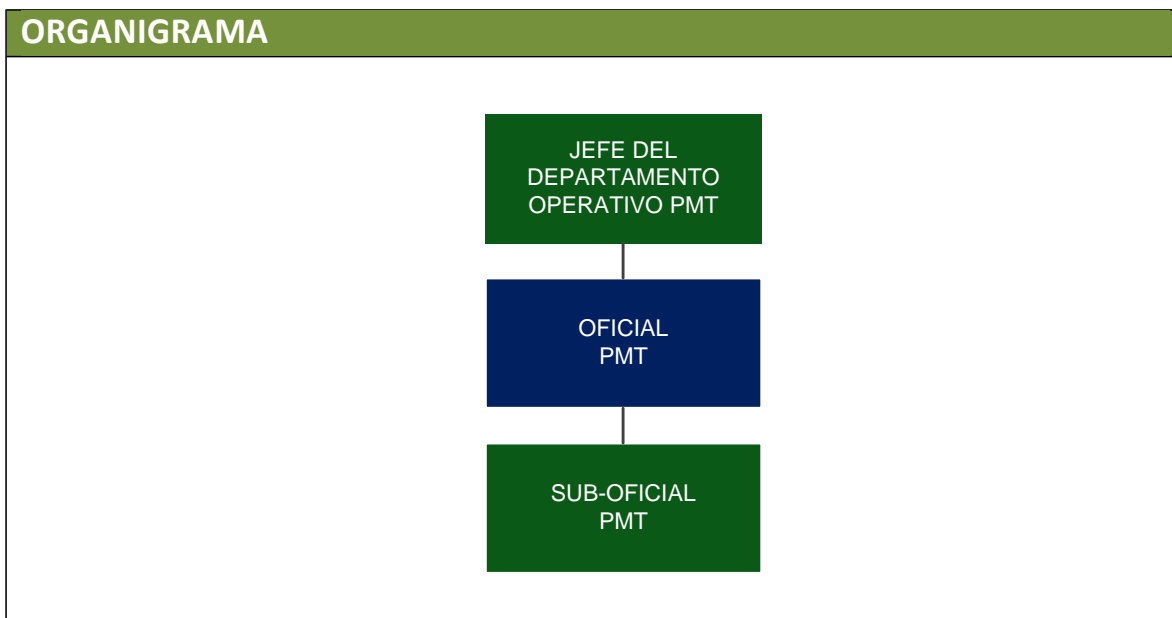 ORGANIGRAMA
JEFE DEL
DEPARTAMENTO
OPERATIVO PMT
OFICIAL
PMT
SUB-OFICIAL
PMT